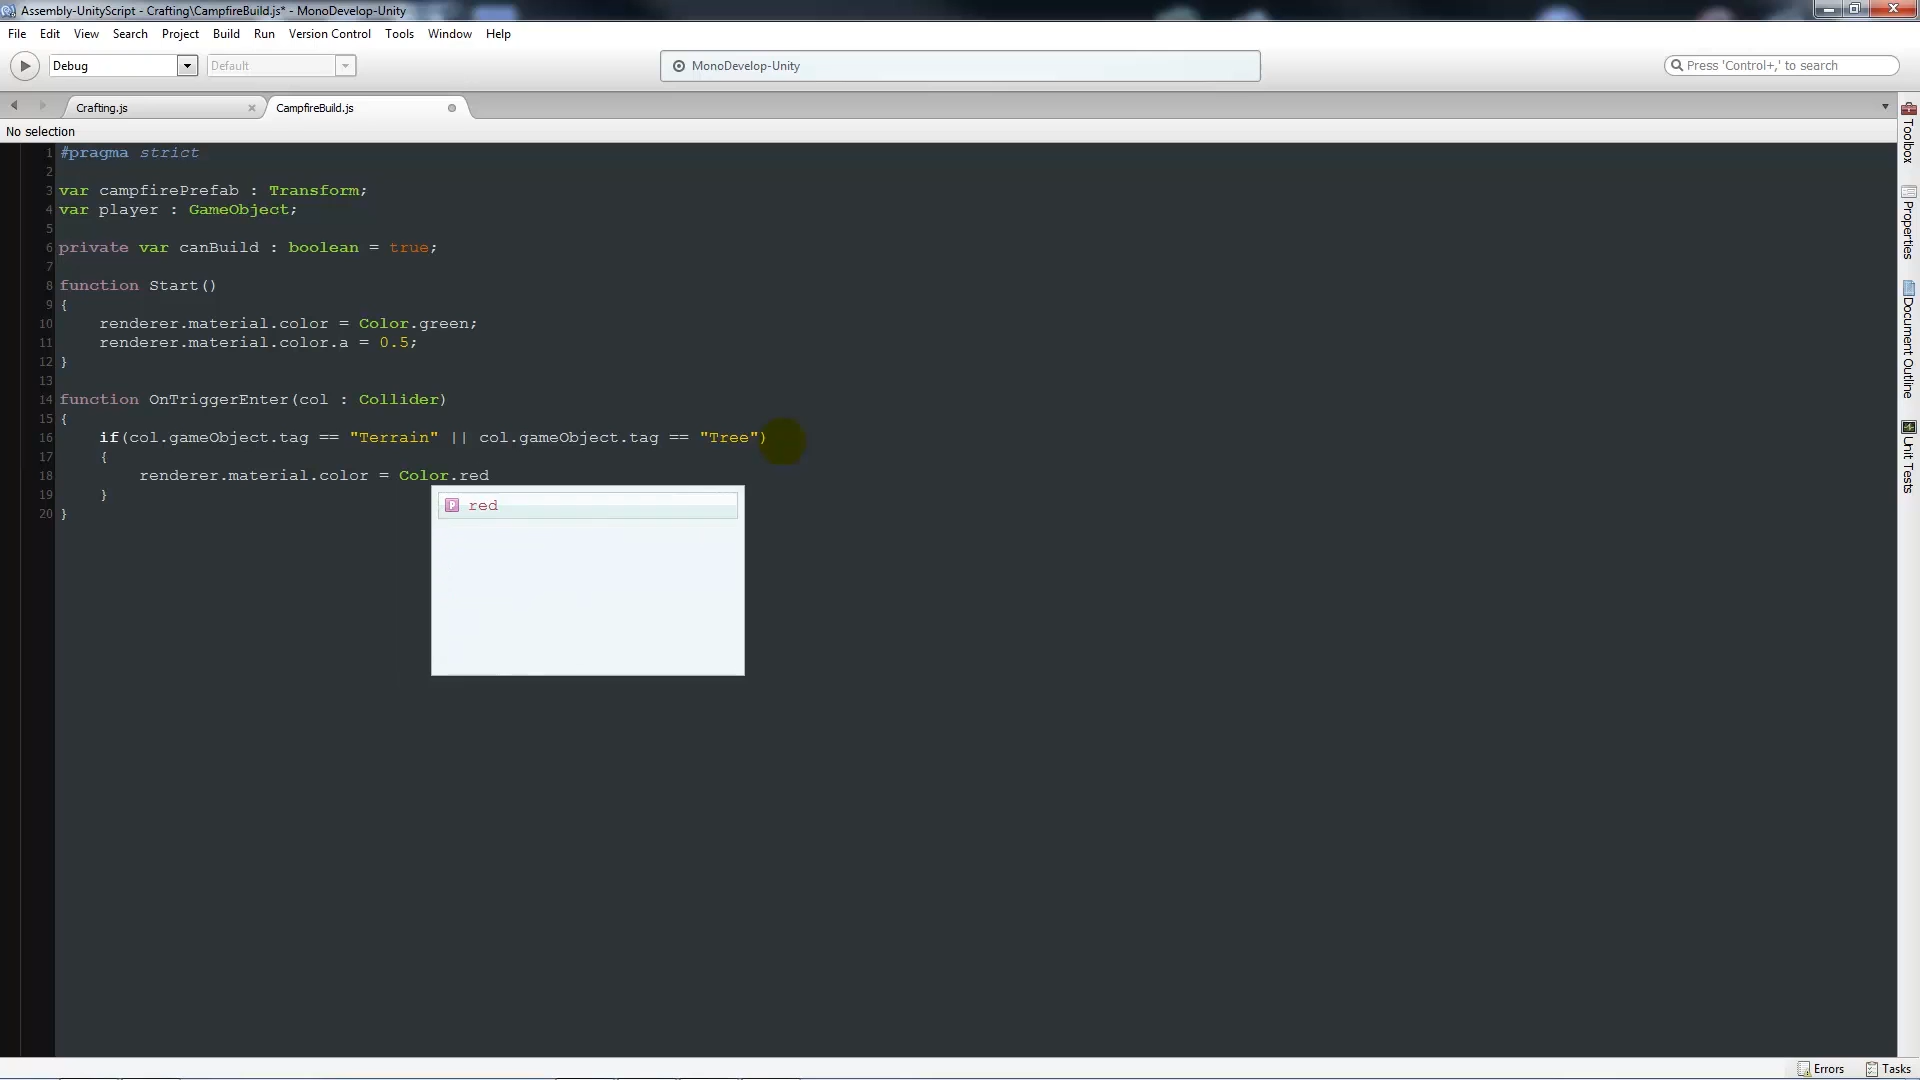 Assembly-UnityScript - Crafting\CampfireBuild.js* - MonoDevelop-Unity
File Edit View Search Project Build Run Version Control Tools Window Help
Debug Default MonoDevelop-Unity Press 'Control+,' to search
Crafting.js CampfireBuild.js
No selection
1 #pragma strict
2
3 var campfirePrefab : Transform;
4 var player : GameObject;
5
6 private var canBuild : boolean = true;
7
8 function Start()
9 {
10 renderer.material.color = Color.green;
11 renderer.material.color.a = 0.5;
12 }
13
14 function OnTriggerEnter(col : Collider)
15 {
16 if(col.gameObject.tag == "Terrain" || col.gameObject.tag == "Tree")
17 {
18 renderer.material.color = Color.red
19 }
20 }
red
Toolbox
Properties
Document Outline
Unit Tests
Errors Tasks